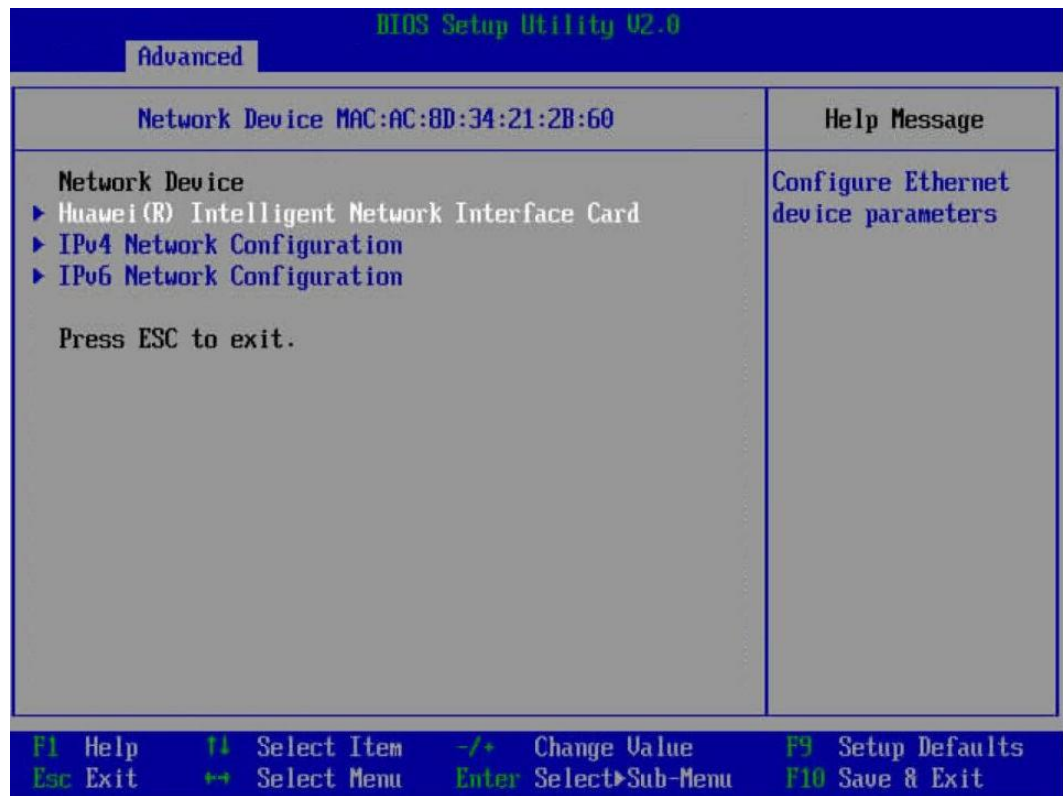 BIOS Setup Utility V2.0
Advanced
Network Device MAC:AC:8D:34:21:2B:60
Help Message
Network Device
▶ Huawei(R) Intelligent Network Interface Card
▶ IPv4 Network Configuration
▶ IPv6 Network Configuration
Press ESC to exit.
Configure Ethernet
device parameters
F1 Help ↑↓ Select Item -/+ Change Value F9 Setup Defaults
Esc Exit ←→ Select Menu Enter Select▶Sub-Menu F10 Save & Exit